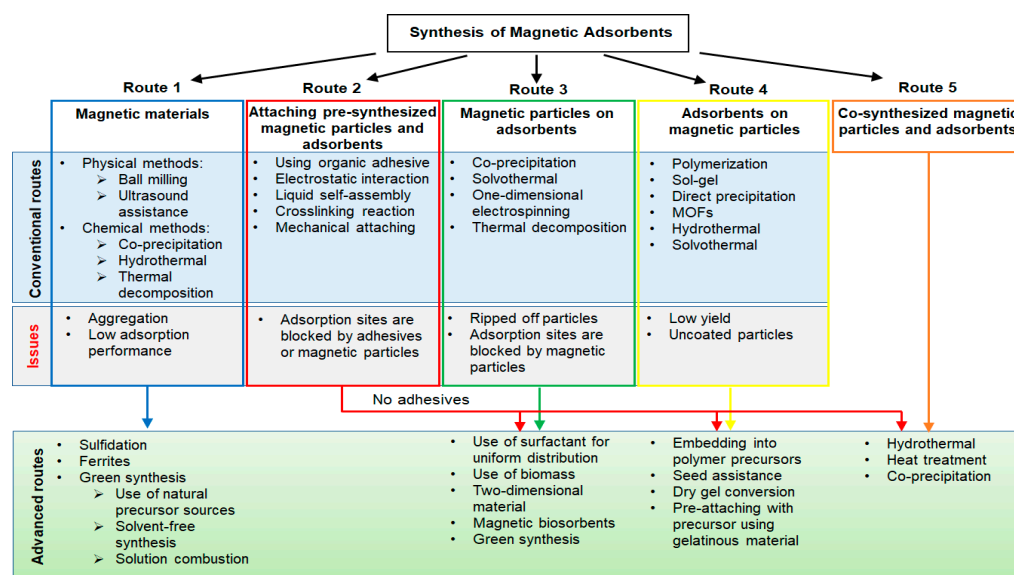 Synthesis of Magnetic Adsorbents
Route 1
Route 2
Route 3
Route 4
Route 5
Magnetic materials
Attaching pre-synthesized
magnetic particles and
adsorbents
Magnetic particles on
adsorbents
Adsorbents on
magnetic particles
Co-synthesized magnetic
particles and adsorbents
Conventional routes
• Physical methods:
➢ Ball milling
➢ Ultrasound
assistance
• Chemical methods:
➢ Co-precipitation
➢ Hydrothermal
➢ Thermal
decomposition
• Using organic adhesive
• Electrostatic interaction
• Liquid self-assembly
• Crosslinking reaction
• Mechanical attaching
• Co-precipitation
• Solvothermal
• One-dimensional
electrospinning
• Thermal decomposition
• Polymerization
• Sol-gel
• Direct precipitation
• MOFs
• Hydrothermal
• Solvothermal
Issues
• Aggregation
• Low adsorption
performance
• Adsorption sites are
blocked by adhesives
or magnetic particles
• Ripped off particles
• Adsorption sites are
blocked by magnetic
particles
• Low yield
• Uncoated particles
No adhesives
Advanced routes
• Sulfidation
• Ferrites
• Green synthesis
➢ Use of natural
precursor sources
➢ Solvent-free
synthesis
➢ Solution combustion
• Use of surfactant for
uniform distribution
• Use of biomass
• Two-dimensional
material
• Magnetic biosorbents
• Green synthesis
• Embedding into
polymer precursors
• Seed assistance
• Dry gel conversion
• Pre-attaching with
precursor using
gelatinous material
• Hydrothermal
• Heat treatment
• Co-precipitation